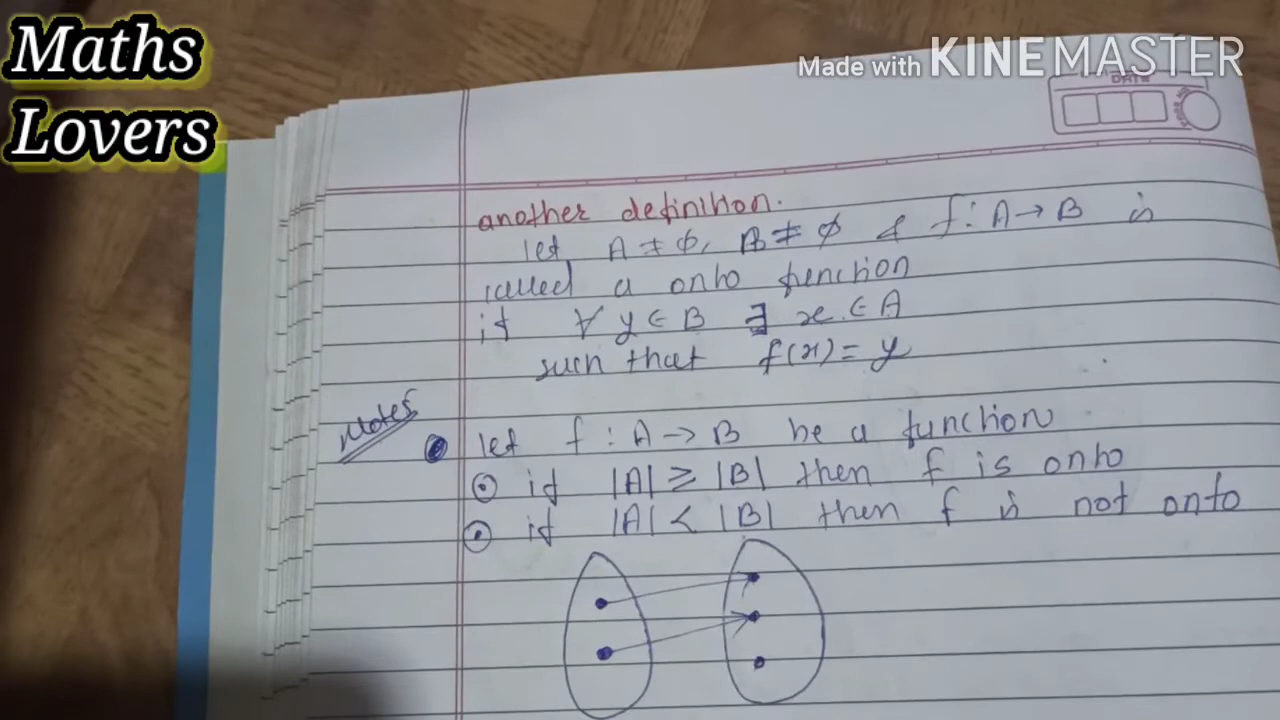 Maths
Lovers
Made with KINEMASTER
DATE
another definition.
let A ≠ ϕ, B ≠ ϕ & f : A → B is
called a onto function
if ∀ y ∈ B ∃ x ∈ A
such that f(x) = y
Notes
let f : A → B be a function
if |A| ≥ |B| then f is onto
if |A| < |B| then f is not onto